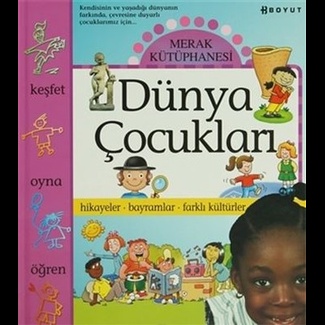 Kendisinin ve yaşadığı dünyanın
farkında, çevresine duyarlı
çocuklarımız için...
BOYUT
MERAK
KÜTÜPHANESİ
Dünya
Çocukları
hikayeler · bayramlar · farklı kültürler
keşfet
oyna
öğren